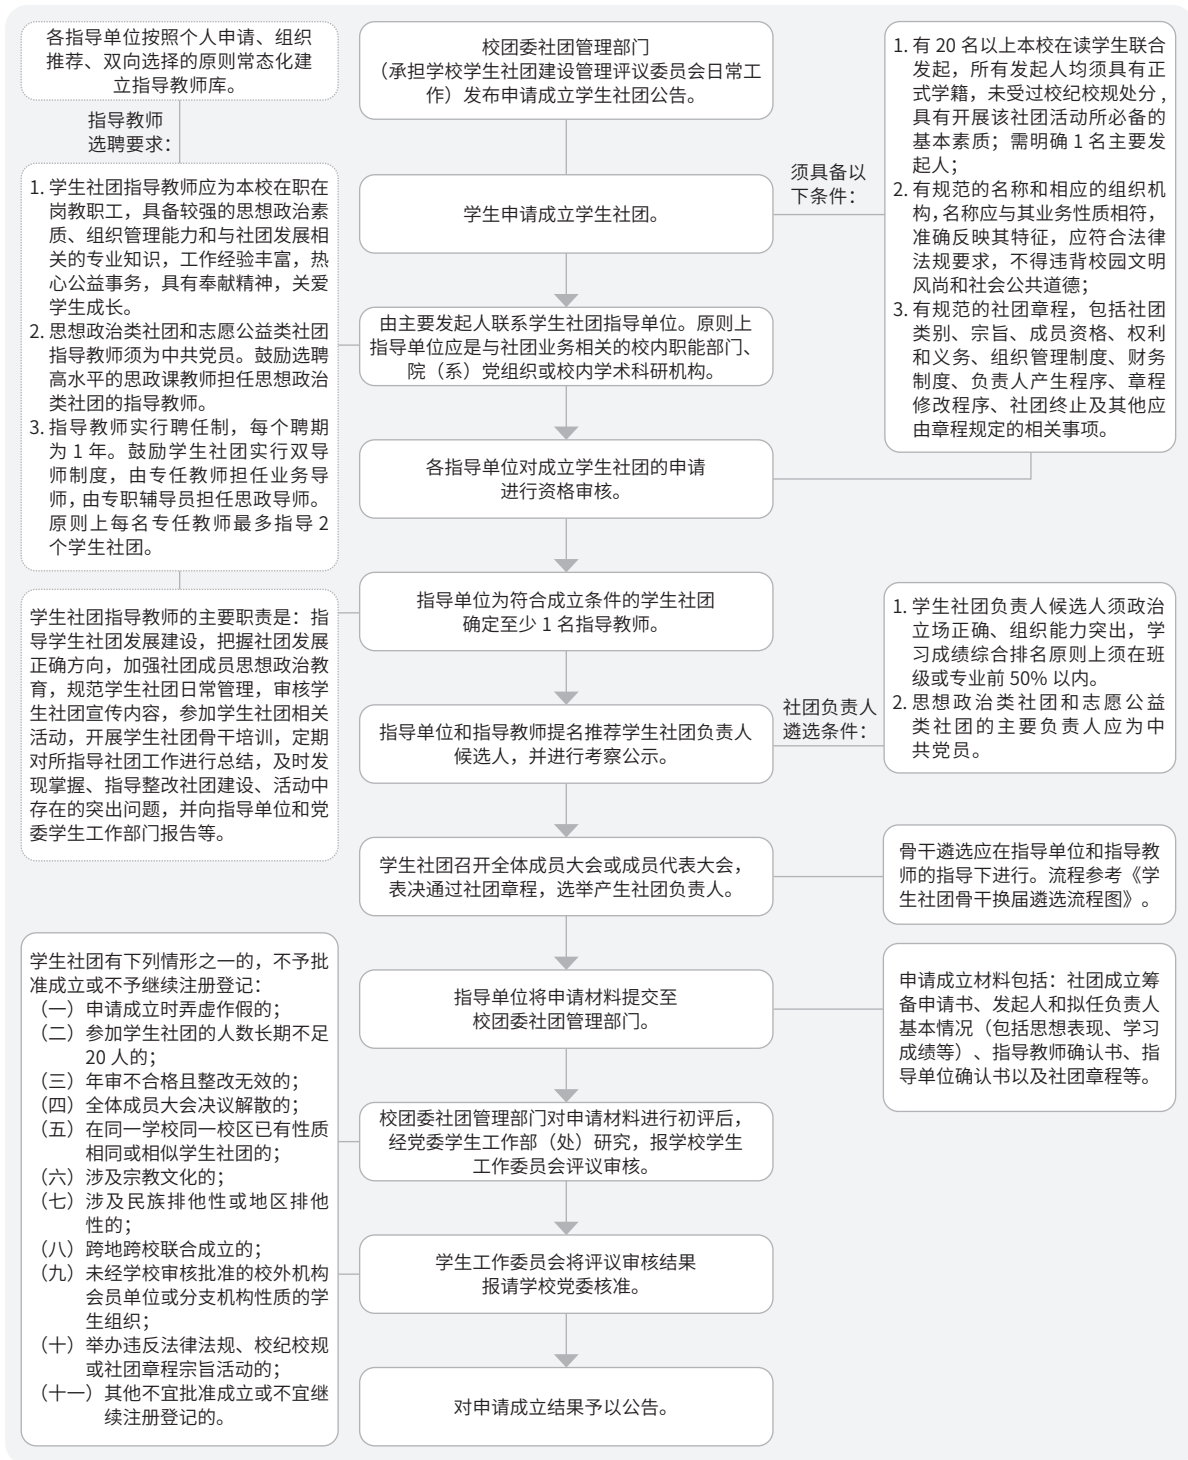 各指导单位按照个人申请、组织
推荐、双向选择的原则常态化建
立指导教师库。
指导教师
选聘要求：
1. 学生社团指导教师应为本校在职在
岗教职工，具备较强的思想政治素
质、组织管理能力和与社团发展相
关的专业知识，工作经验丰富，热
心公益事务，具有奉献精神，关爱
学生成长。
2. 思想政治类社团和志愿公益类社团
指导教师须为中共党员。鼓励选聘
高水平的思政课教师担任思想政治
类社团的指导教师。
3. 指导教师实行聘任制，每个聘期
为 1 年。鼓励学生社团实行双导
师制度，由专任教师担任业务导
师，由专职辅导员担任思政导师。
原则上每名专任教师最多指导 2
个学生社团。
学生社团指导教师的主要职责是：指
导学生社团发展建设，把握社团发展
正确方向，加强社团成员思想政治教
育，规范学生社团日常管理，审核学
生社团宣传内容，参加学生社团相关
活动，开展学生社团骨干培训，定期
对所指导社团工作进行总结，及时发
现掌握、指导整改社团建设、活动中
存在的突出问题，并向指导单位和党
委学生工作部门报告等。
学生社团有下列情形之一的，不予批
准成立或不予继续注册登记：
（一）申请成立时弄虚作假的；
（二）参加学生社团的人数长期不足
20 人的；
（三）年审不合格且整改无效的；
（四）全体成员大会决议解散的；
（五）在同一学校同一校区已有性质
相同或相似学生社团的；
（六）涉及宗教文化的；
（七）涉及民族排他性或地区排他
性的；
（八）跨地跨校联合成立的；
（九）未经学校审核批准的校外机构
会员单位或分支机构性质的学
生组织；
（十）举办违反法律法规、校纪校规
或社团章程宗旨活动的；
（十一）其他不宜批准成立或不宜继
续注册登记的。
校团委社团管理部门
（承担学校学生社团建设管理评议委员会日常工
作）发布申请成立学生社团公告。
学生申请成立学生社团。
由主要发起人联系学生社团指导单位。原则上
指导单位应是与社团业务相关的校内职能部门、
院（系）党组织或校内学术科研机构。
各指导单位对成立学生社团的申请
进行资格审核。
指导单位为符合成立条件的学生社团
确定至少 1 名指导教师。
指导单位和指导教师提名推荐学生社团负责人
候选人，并进行考察公示。
学生社团召开全体成员大会或成员代表大会，
表决通过社团章程，选举产生社团负责人。
指导单位将申请材料提交至
校团委社团管理部门。
校团委社团管理部门对申请材料进行初评后，
经党委学生工作部（处）研究，报学校学生
工作委员会评议审核。
学生工作委员会将评议审核结果
报请学校党委核准。
对申请成立结果予以公告。
须具备以
下条件：
1. 有 20 名以上本校在读学生联合
发起，所有发起人均须具有正
式学籍，未受过校纪校规处分，
具有开展该社团活动所必备的
基本素质；需明确 1 名主要发
起人；
2. 有规范的名称和相应的组织机
构，名称应与其业务性质相符，
准确反映其特征，应符合法律
法规要求，不得违背校园文明
风尚和社会公共道德；
3. 有规范的社团章程，包括社团
类别、宗旨、成员资格、权利
和义务、组织管理制度、财务
制度、负责人产生程序、章程
修改程序、社团终止及其他应
由章程规定的相关事项。
社团负责人
遴选条件：
1. 学生社团负责人候选人须政治
立场正确、组织能力突出，学
习成绩综合排名原则上须在班
级或专业前 50% 以内。
2. 思想政治类社团和志愿公益
类社团的主要负责人应为中
共党员。
骨干遴选应在指导单位和指导教
师的指导下进行。流程参考《学
生社团骨干换届遴选流程图》。
申请成立材料包括：社团成立筹
备申请书、发起人和拟任负责人
基本情况（包括思想表现、学习
成绩等）、指导教师确认书、指
导单位确认书以及社团章程等。